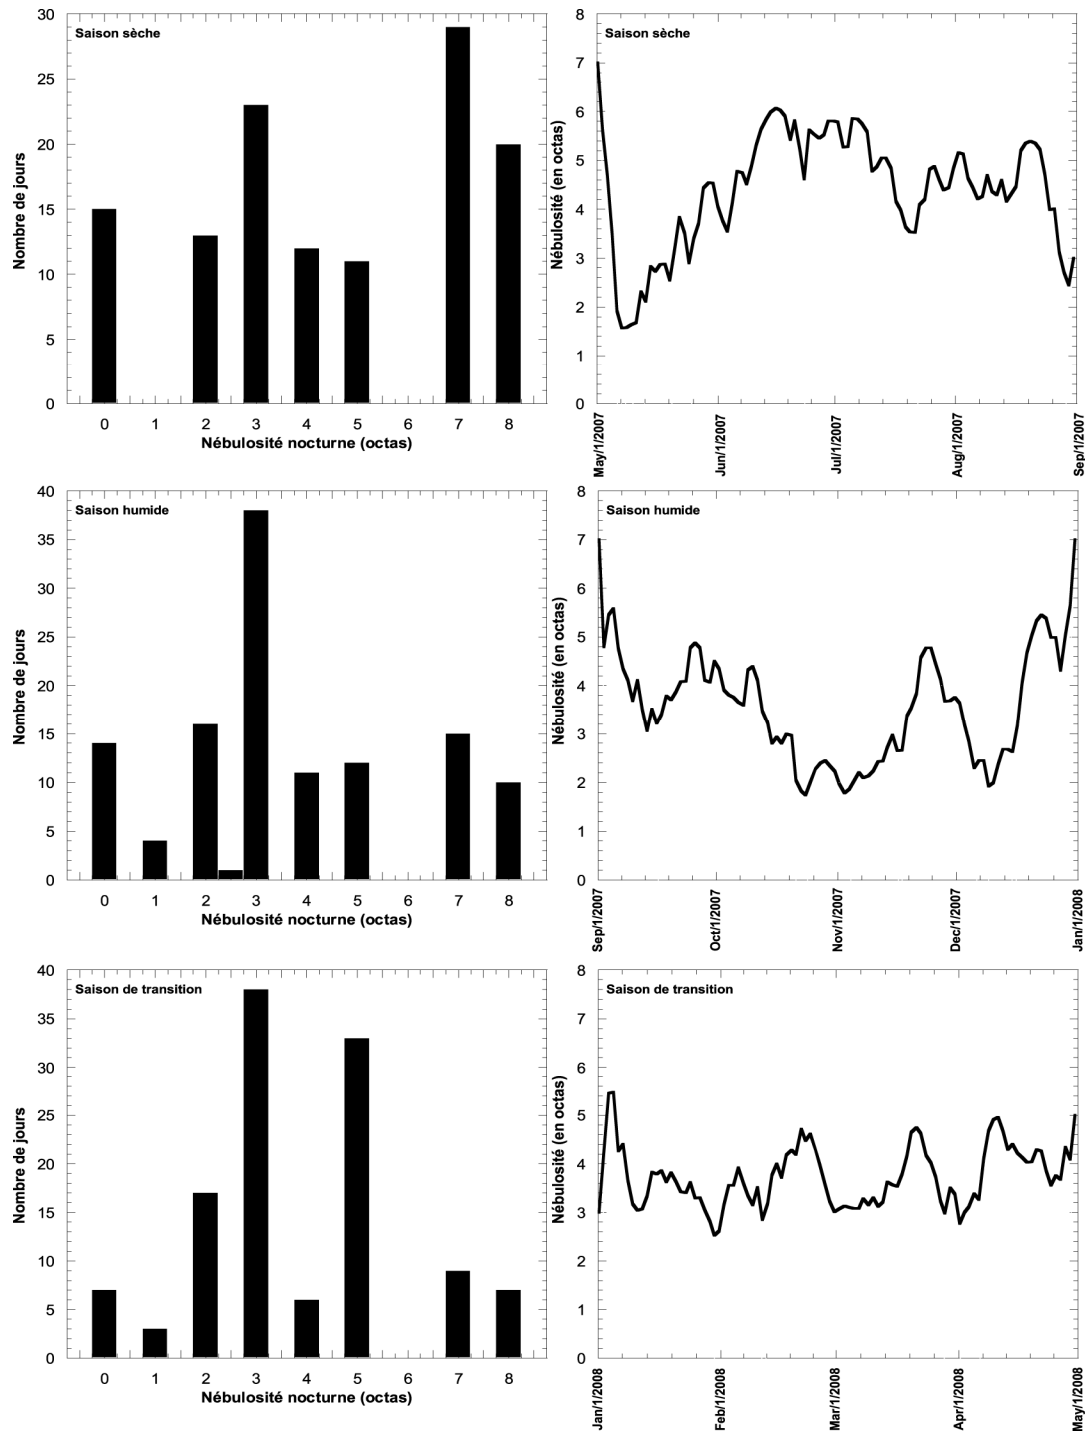 Saison sèche
Nombre de jours
30
25
20
15
10
5
0
0 1 2 3 4 5 6 7 8
Nébulosité nocturne (octas)
Saison sèche
Nébulosité (en octas)
8
7
6
5
4
3
2
1
0
May/1/2007 Jun/1/2007 Jul/1/2007 Aug/1/2007 Sep/1/2007
Saison humide
Nombre de jours
40
35
30
25
20
15
10
5
0
0 1 2 3 4 5 6 7 8
Nébulosité nocturne (octas)
Saison humide
Nébulosité (en octas)
8
7
6
5
4
3
2
1
0
Sep/1/2007 Oct/1/2007 Nov/1/2007 Dec/1/2007 Jan/1/2008
Saison de transition
Nombre de jours
40
35
30
25
20
15
10
5
0
0 1 2 3 4 5 6 7 8
Nébulosité nocturne (octas)
Saison de transition
Nébulosité (en octas)
8
7
6
5
4
3
2
1
0
Jan/1/2008 Feb/1/2008 Mar/1/2008 Apr/1/2008 May/1/2008